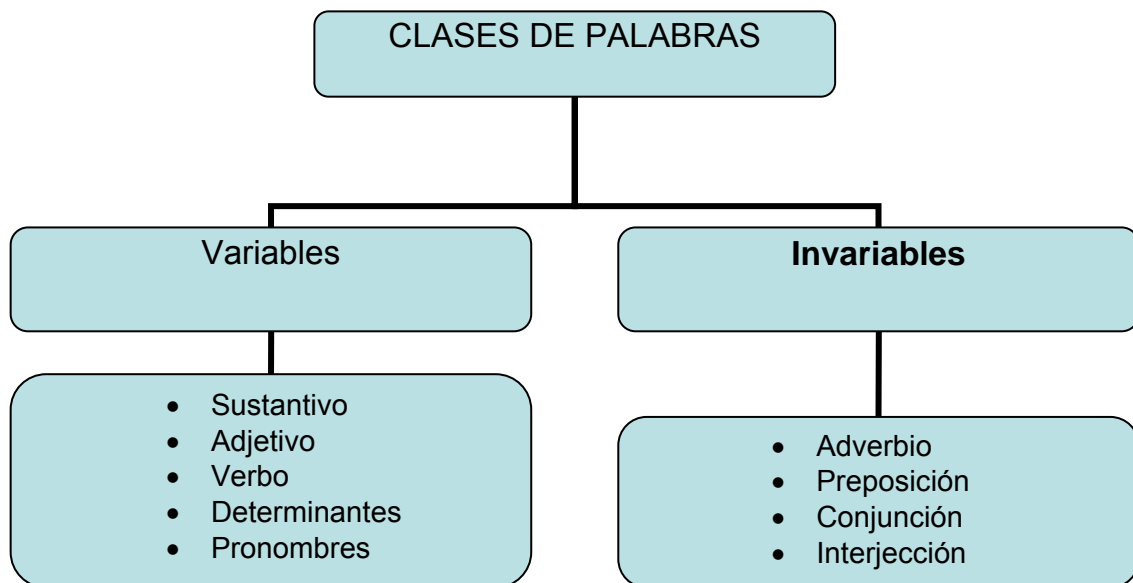 CLASES DE PALABRAS
Variables
Invariables
• Sustantivo
• Adjetivo
• Verbo
• Determinantes
• Pronombres
• Adverbio
• Preposición
• Conjunción
• Interjección